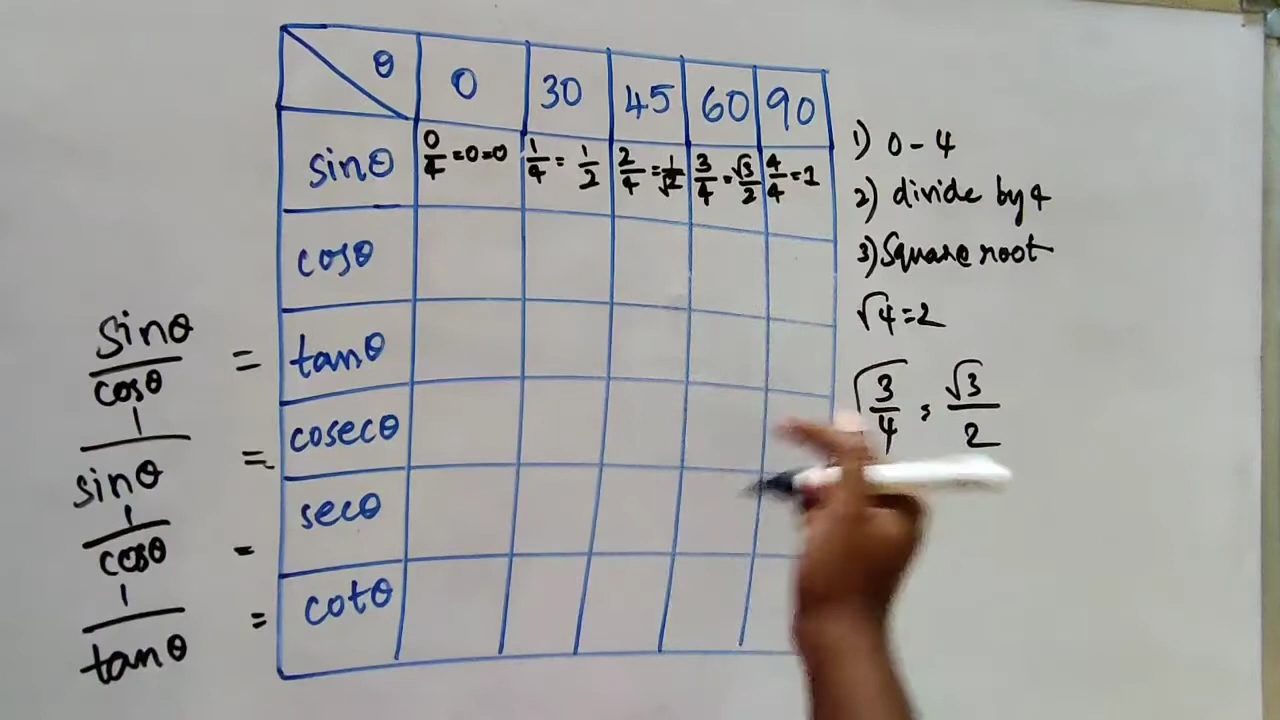 θ 0 30 45 60 90
sinθ 0/4 =0=0 1/4 = 1/2 2/4 =1/√2 3/4 = √3/2 4/4 =1
cosθ
tanθ
cosecθ
secθ
cotθ
sinθ/cosθ =
1/sinθ =
1/cosθ =
1/tanθ =
1) 0-4
2) divide by 4
3) Square root
√4=2
√3/4 = √3/2